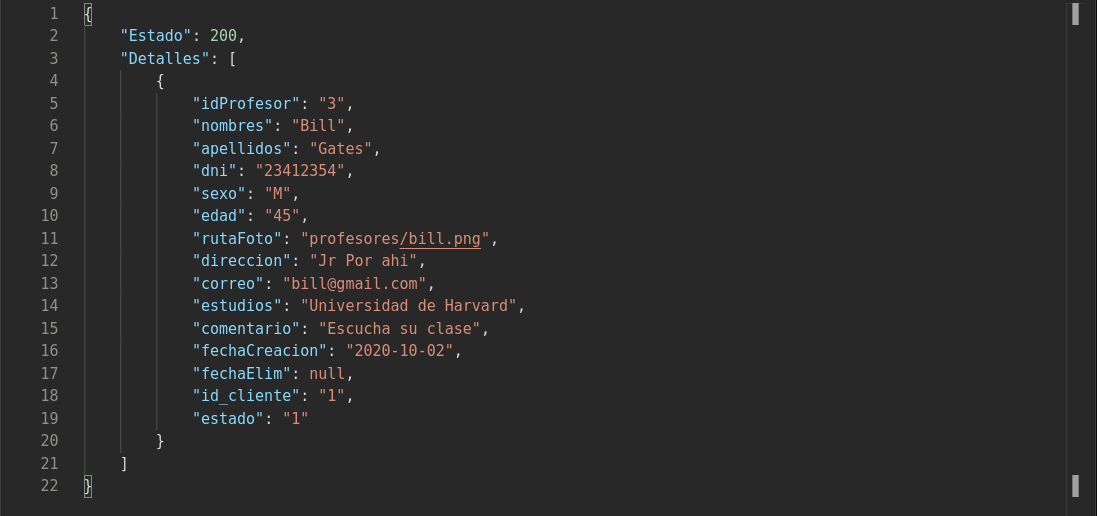 1 {
2     "Estado": 200,
3     "Detalles": [
4         {
5             "idProfesor": "3",
6             "nombres": "Bill",
7             "apellidos": "Gates",
8             "dni": "23412354",
9             "sexo": "M",
10             "edad": "45",
11             "rutaFoto": "profesores/bill.png",
12             "direccion": "Jr Por ahi",
13             "correo": "bill@gmail.com",
14             "estudios": "Universidad de Harvard",
15             "comentario": "Escucha su clase",
16             "fechaCreacion": "2020-10-02",
17             "fechaElim": null,
18             "id_cliente": "1",
19             "estado": "1"
20         }
21     ]
22 }